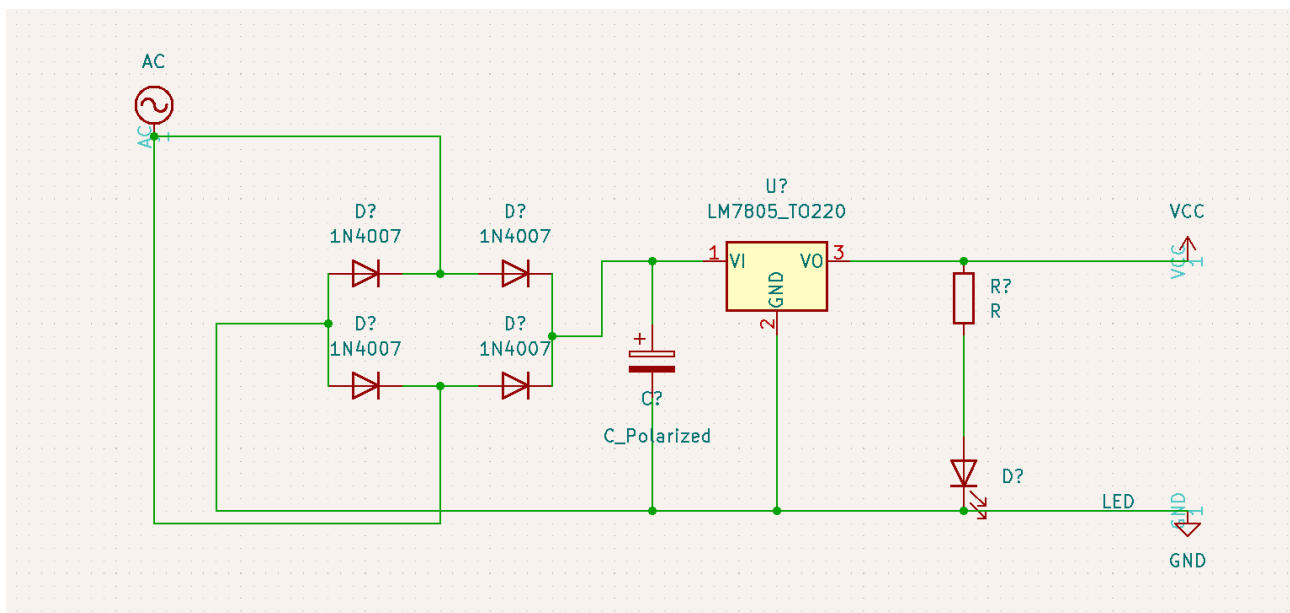 AC
AC
1
U?
LM7805_TO220
D?
1N4007
D?
1N4007
VCC
1
VI
VO
3
VCC
1
GND
2
R?
R
D?
1N4007
D?
1N4007
+
C?
C_Polarized
D?
LED
GND
1
GND